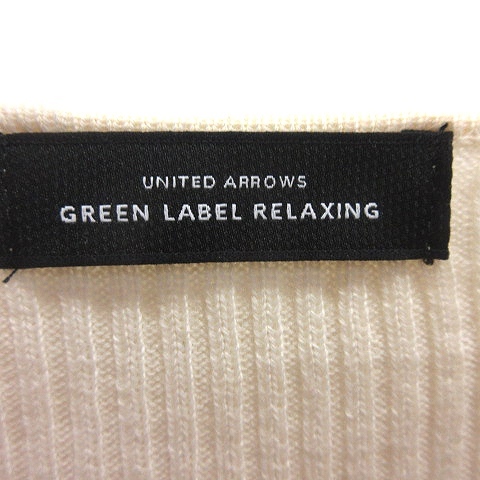 UNITED ARROWS
GREEN LABEL RELAXING